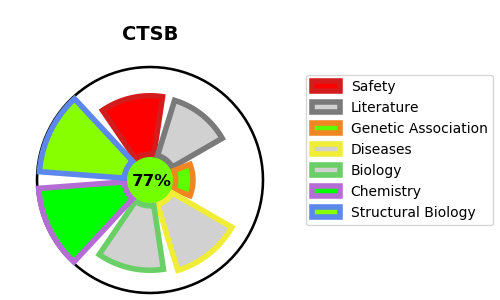 CTSB
77%
Safety
Literature
Genetic Association
Diseases
Biology
Chemistry
Structural Biology